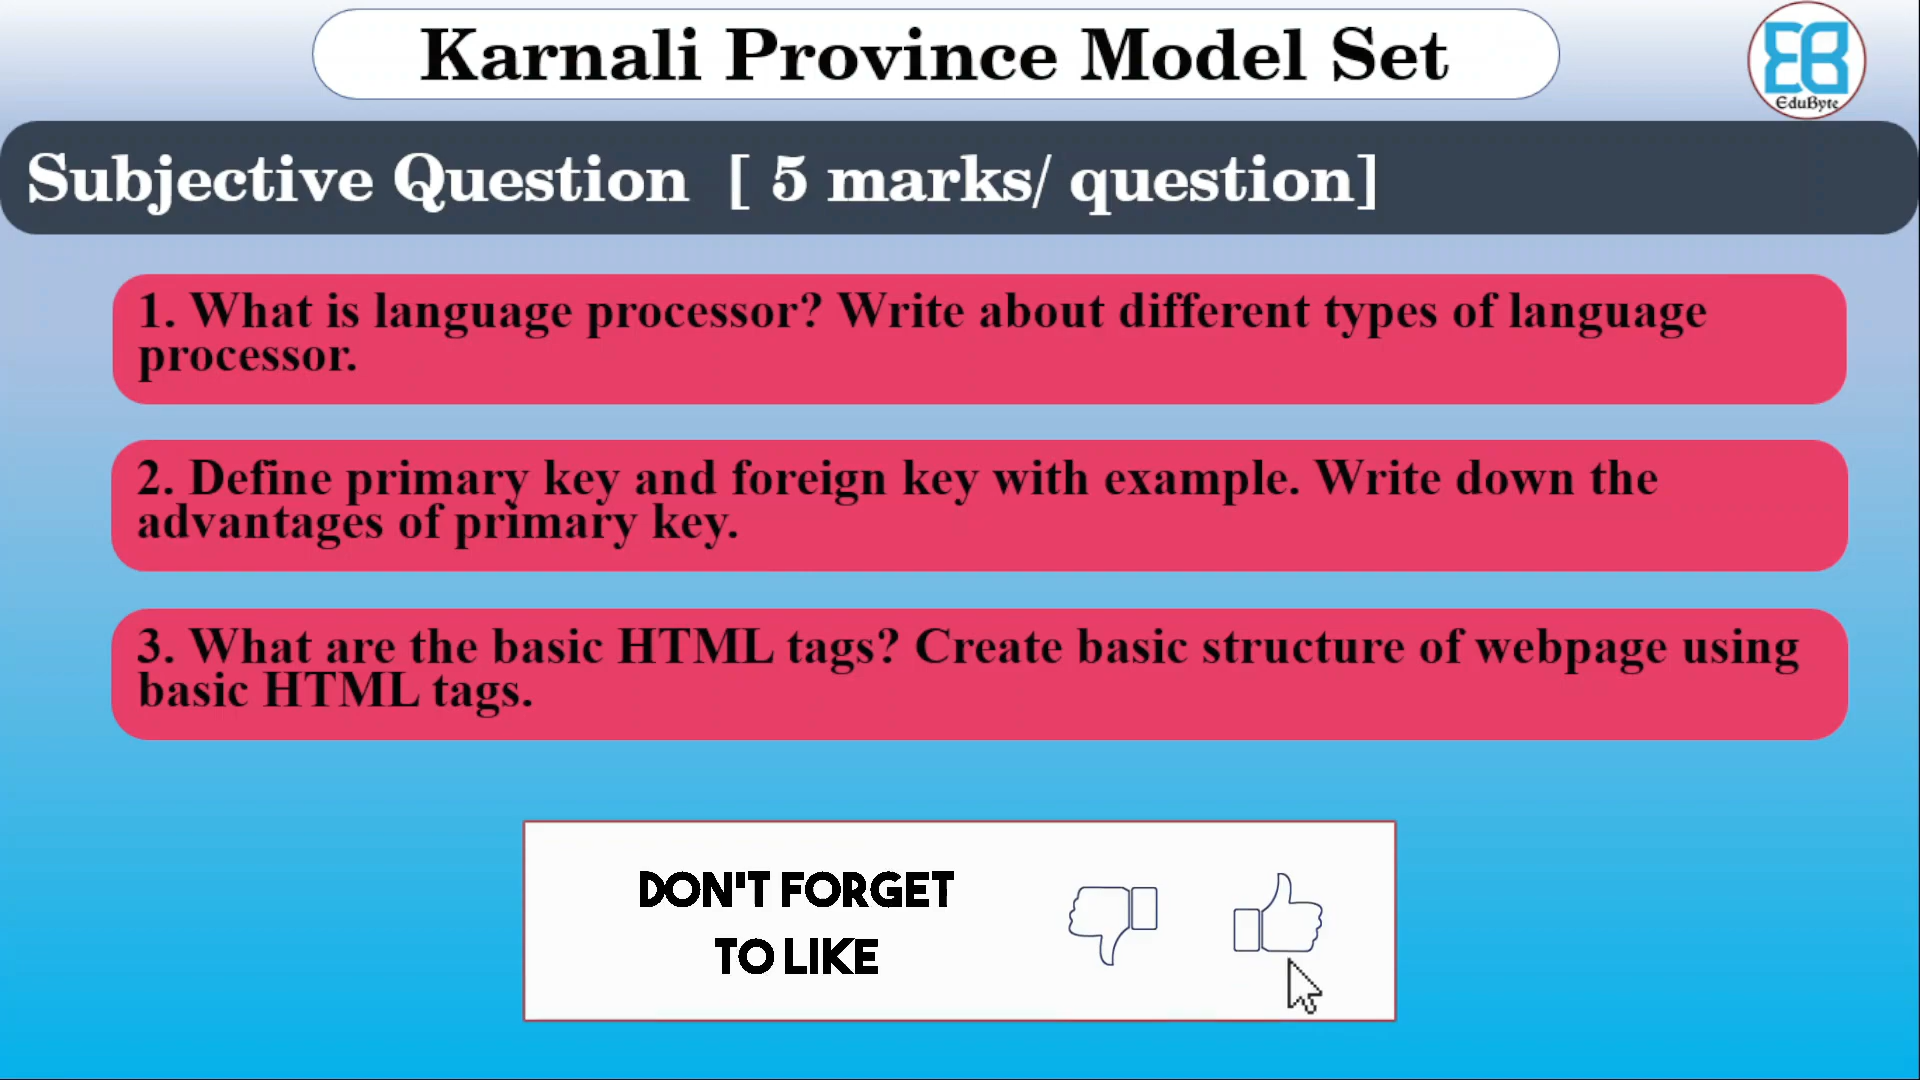 Karnali Province Model Set
EduByte
Subjective Question [ 5 marks/ question]
1. What is language processor? Write about different types of language
processor.
2. Define primary key and foreign key with example. Write down the
advantages of primary key.
3. What are the basic HTML tags? Create basic structure of webpage using
basic HTML tags.
DON'T FORGET
TO LIKE